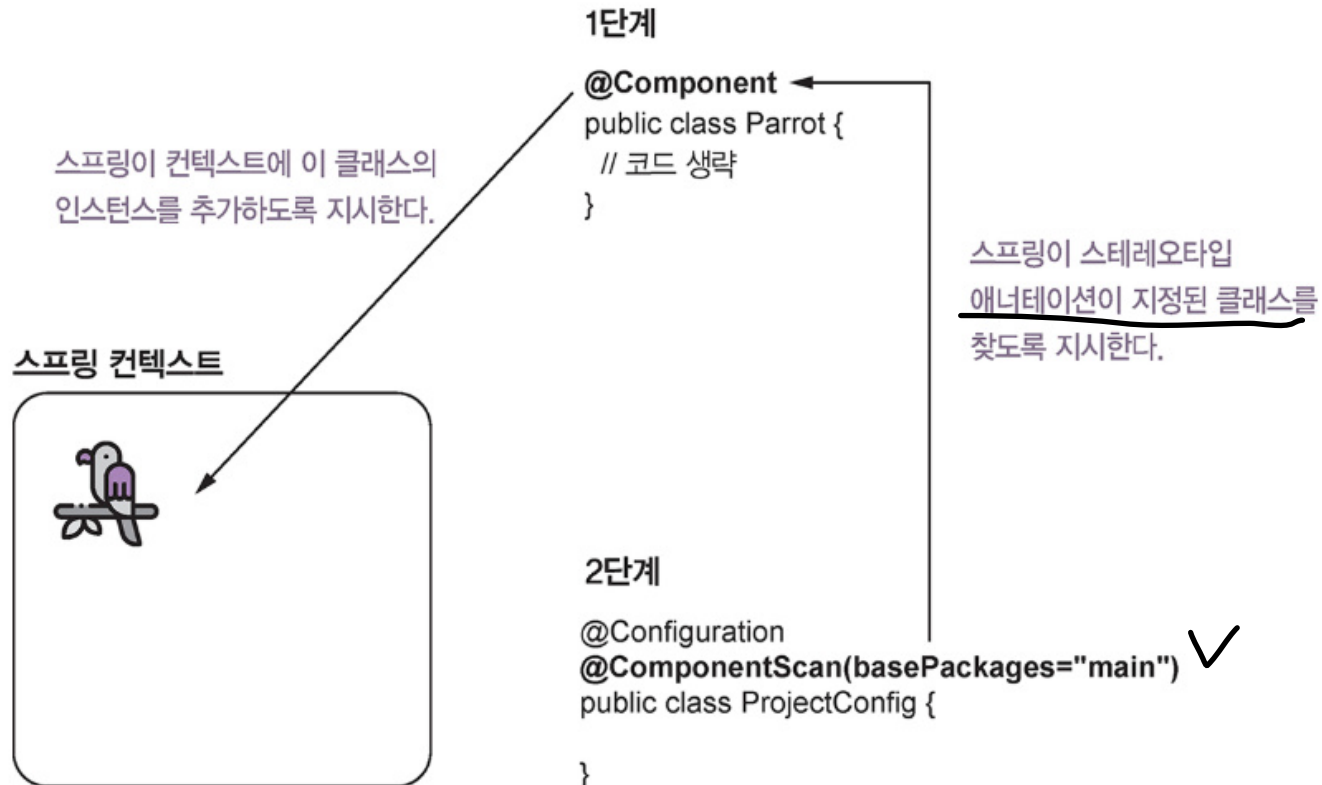 1단계
@Component
public class Parrot {
// 코드 생략
}
스프링이 컨텍스트에 이 클래스의
인스턴스를 추가하도록 지시한다.
스프링이 스테레오타입
애너테이션이 지정된 클래스를
찾도록 지시한다.
스프링 컨텍스트
2단계
@Configuration
@ComponentScan(basePackages="main")
public class ProjectConfig {
}